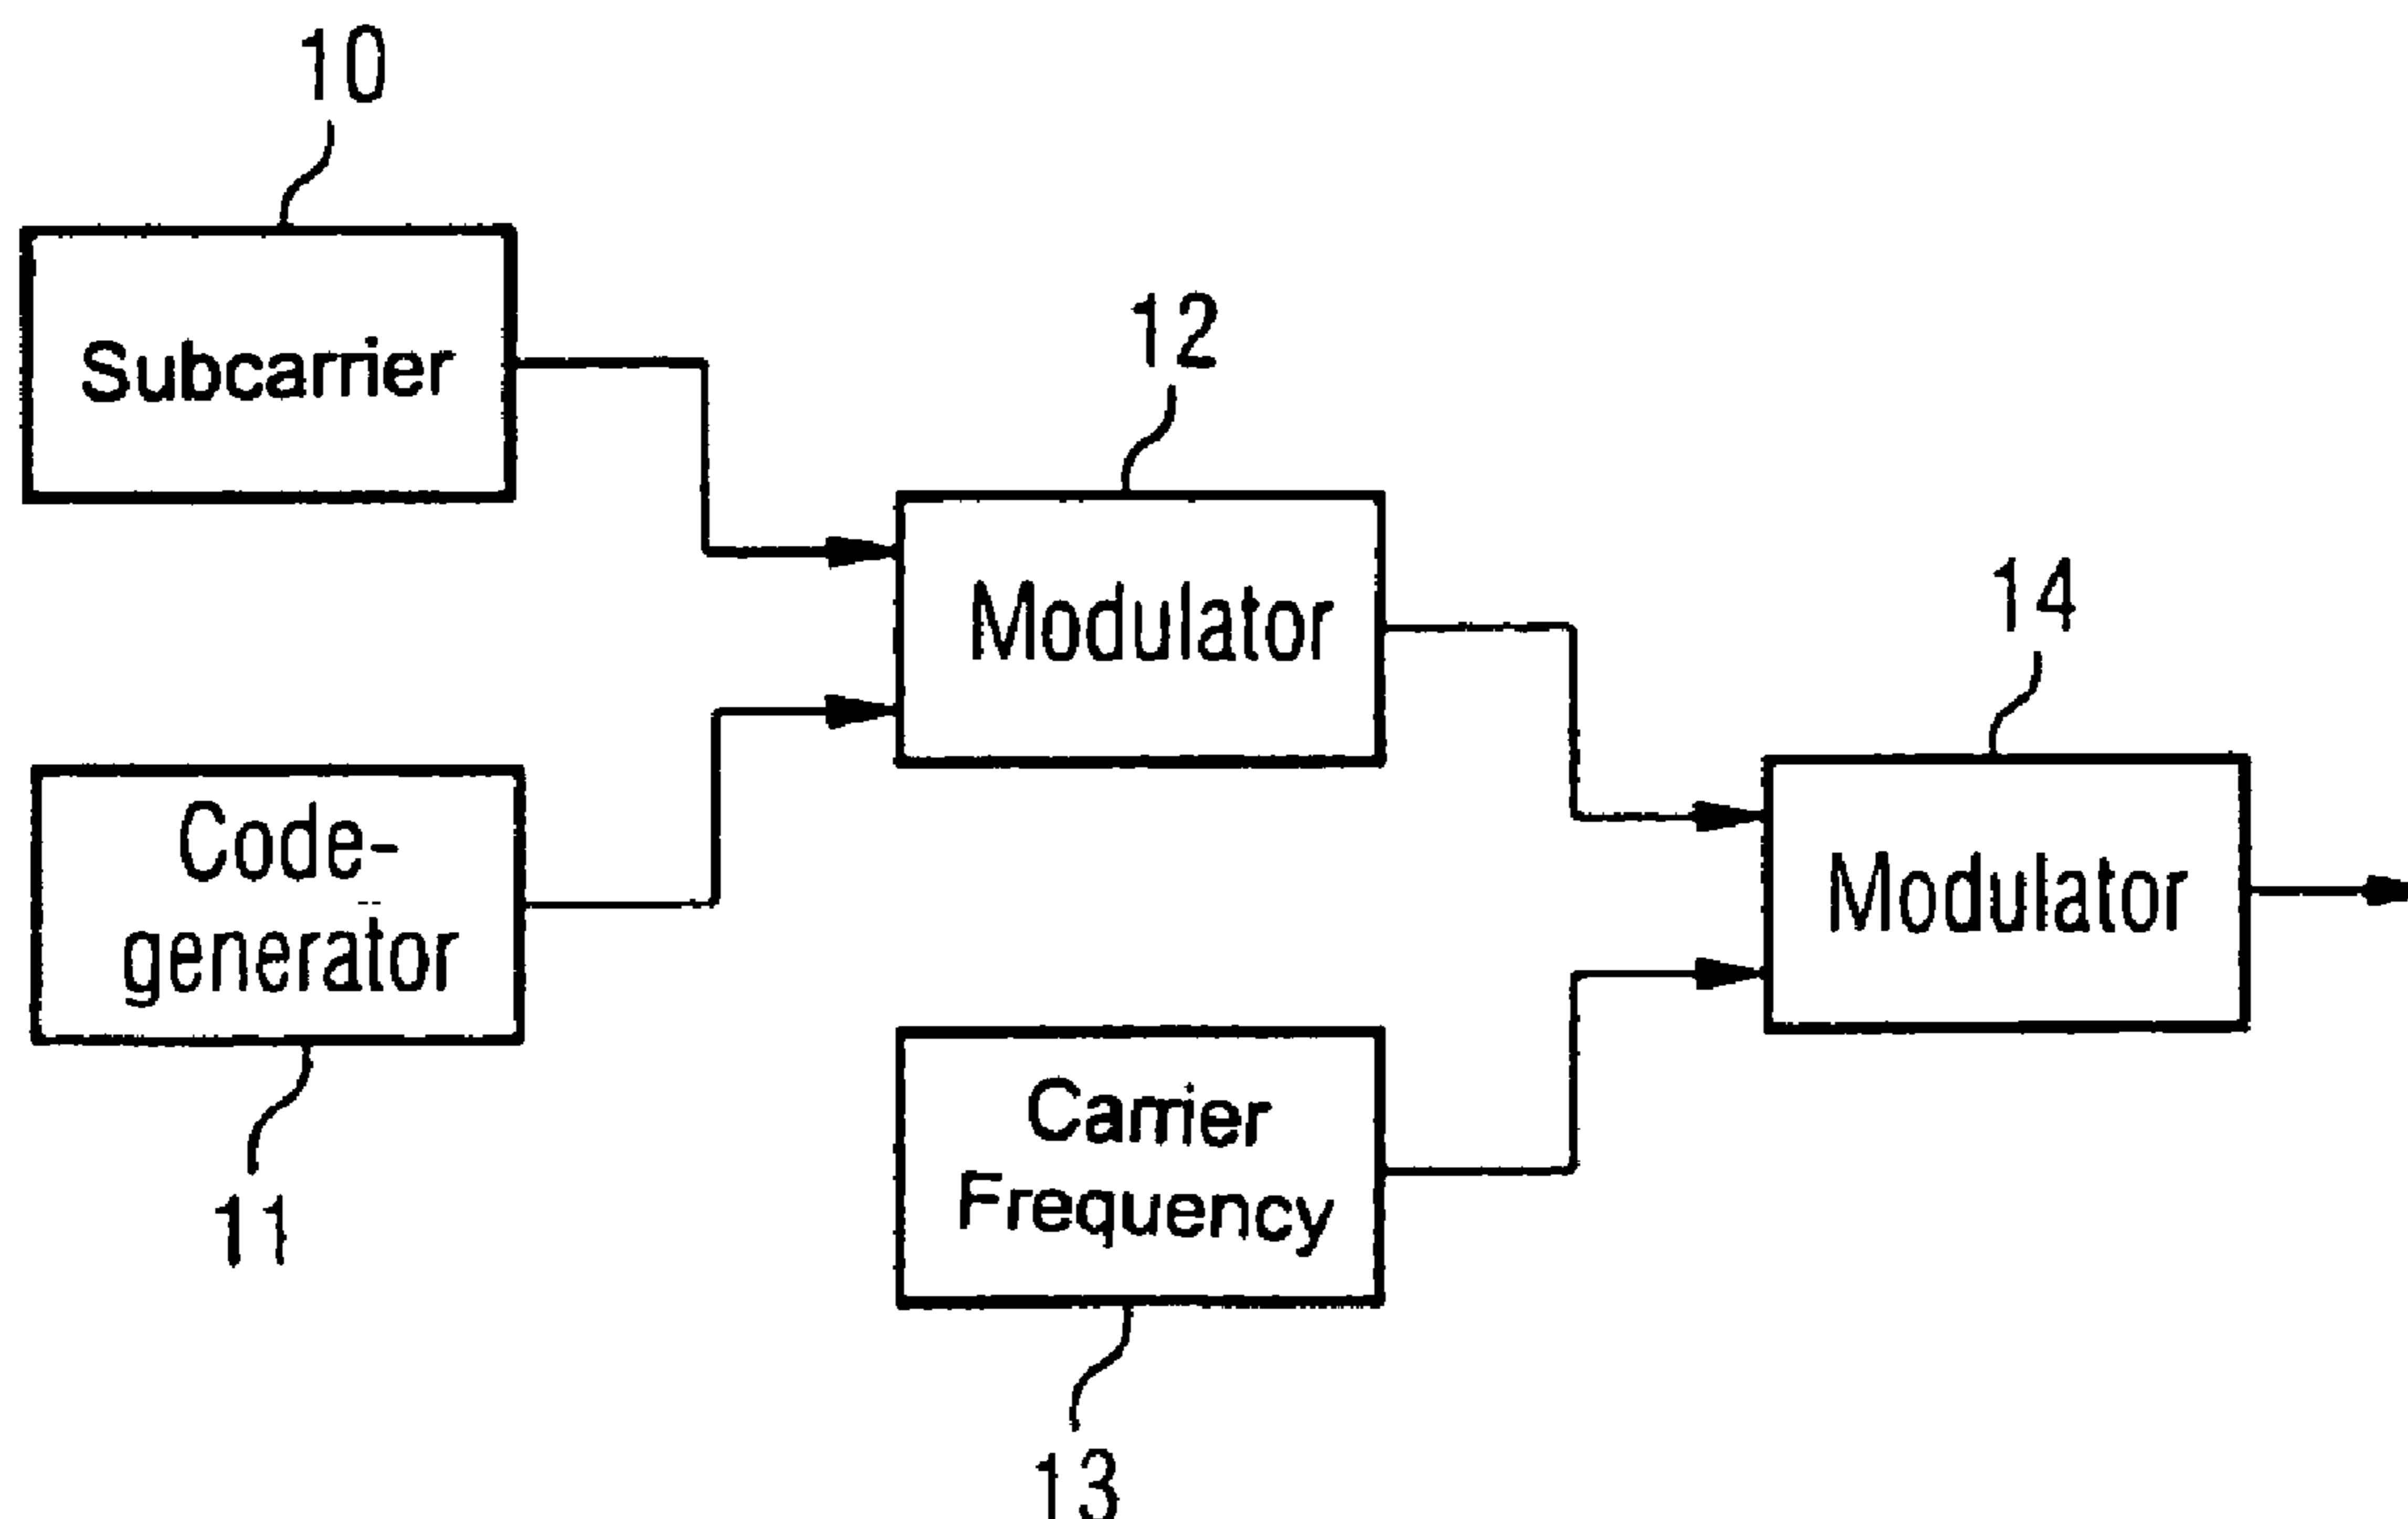 10
Subcarrier
12
Modulator
14
Modulator
Code-
generator
11
Carrier
Frequency
13